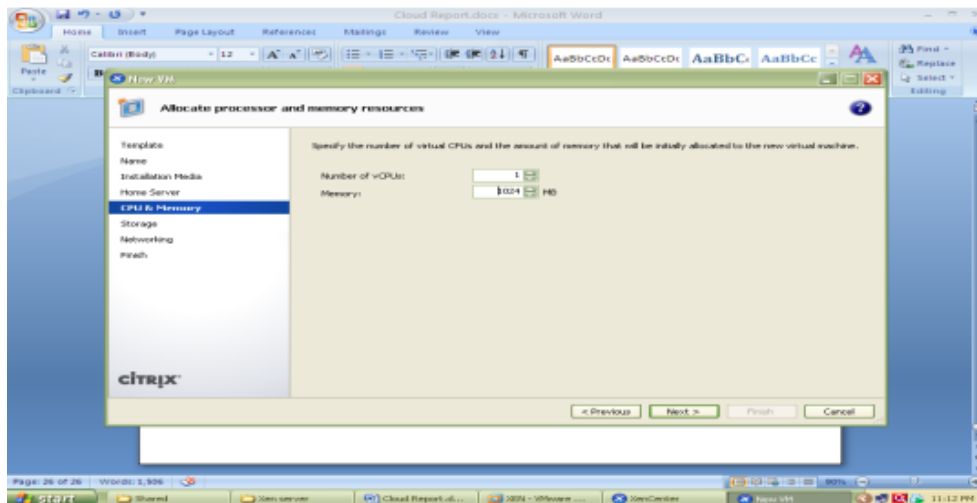 Cloud Report.docx - Microsoft Word
Home Insert Page Layout References Mailings Review View
Calibri (Body) 12
Paste
Clipboard
AaBbCcDc AaBbCcDc AaBbC AaBbCc
Find
Replace
Select
Editing
New VM
Allocate processor and memory resources
Template
Name
Installation Media
Home Server
CPU & Memory
Storage
Networking
Finish
Specify the number of virtual CPUs and the amount of memory that will be initially allocated to the new virtual machine.
Number of vCPUs: 1
Memory: 1024 MB
CITRIX
< Previous Next > Finish Cancel
Page: 26 of 26 Words: 1,506 90%
start Shared Xen server Cloud Report.d... XEN - VMware ... XenCenter New VM 11:12 PM